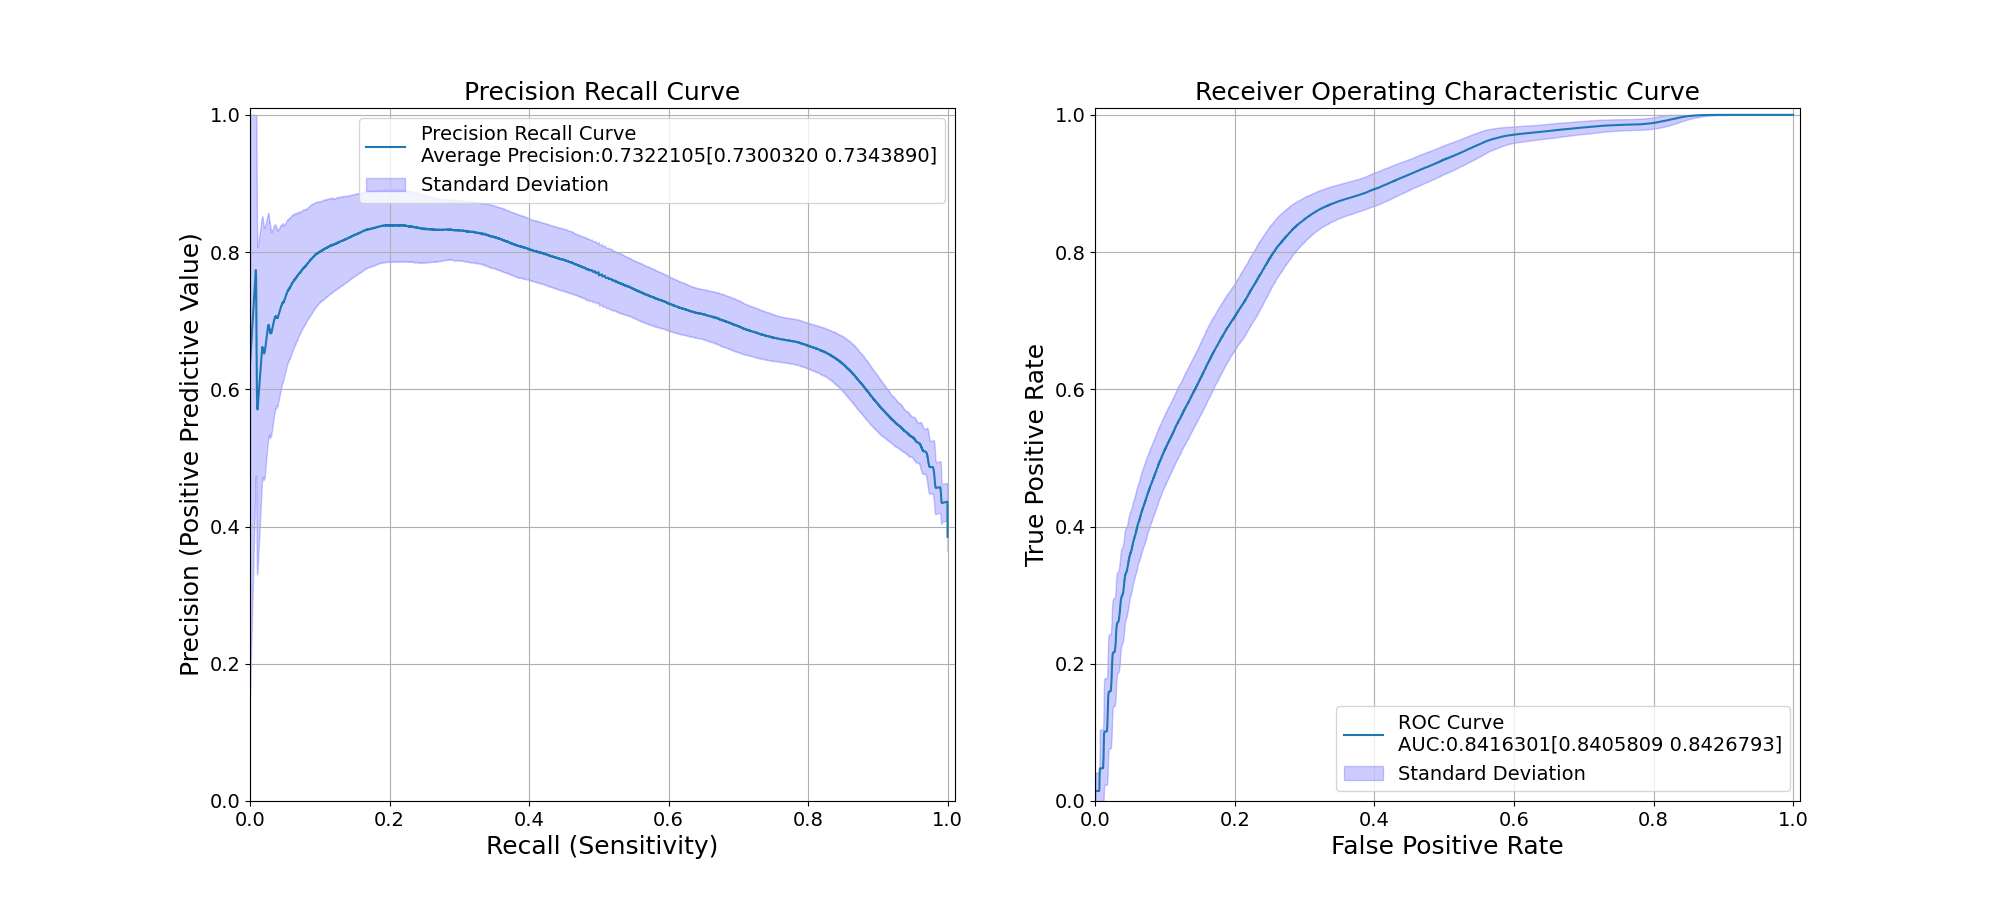 Precision Recall Curve
1.0
0.8
0.6
0.4
0.2
0.0
Precision (Positive Predictive Value)
Precision Recall Curve
Average Precision:0.7322105[0.7300320 0.7343890]
Standard Deviation
0.0 0.2 0.4 0.6 0.8 1.0
Recall (Sensitivity)
Receiver Operating Characteristic Curve
1.0
0.8
0.6
0.4
0.2
0.0
True Positive Rate
ROC Curve
AUC:0.8416301[0.8405809 0.8426793]
Standard Deviation
0.0 0.2 0.4 0.6 0.8 1.0
False Positive Rate